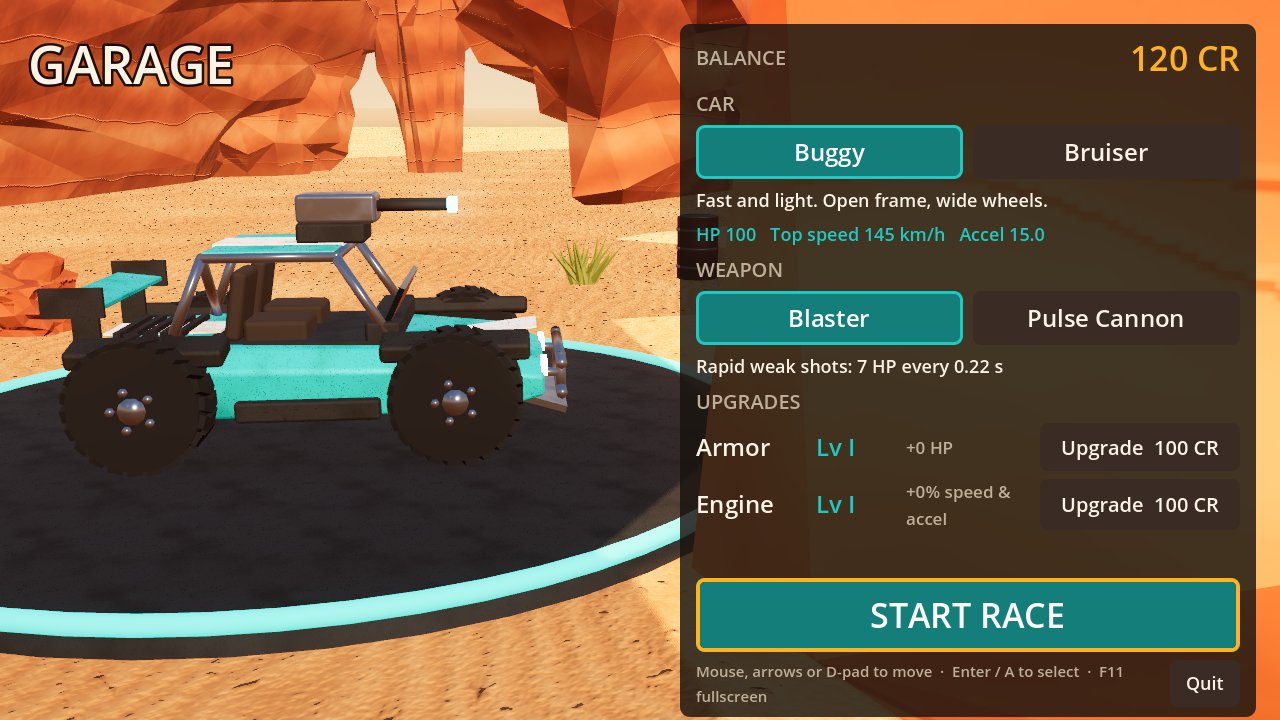 GARAGE
BALANCE 120 CR
CAR
Buggy Bruiser
Fast and light. Open frame, wide wheels.
HP 100 Top speed 145 km/h Accel 15.0
WEAPON
Blaster Pulse Cannon
Rapid weak shots: 7 HP every 0.22 s
UPGRADES
Armor Lv I +0 HP Upgrade 100 CR
Engine Lv I +0% speed &
accel Upgrade 100 CR
START RACE
Mouse, arrows or D-pad to move · Enter / A to select · F11
fullscreen
Quit